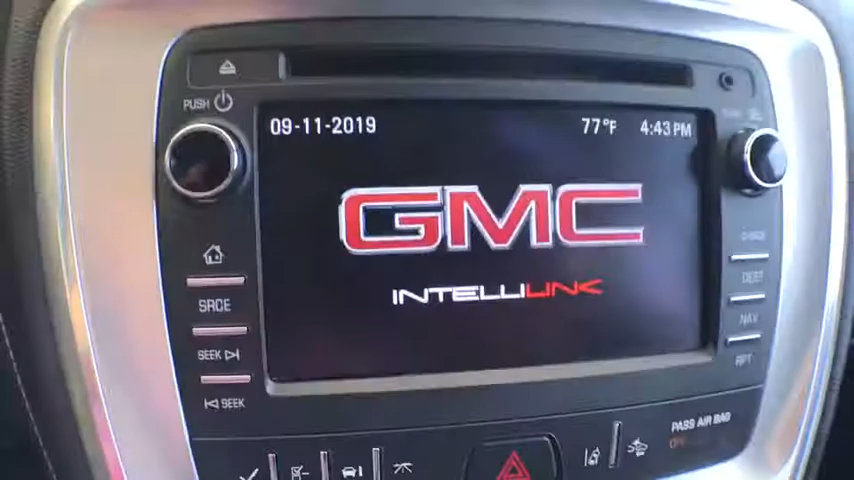 PUSH
09-11-2019 77°F 4:43 PM
GMC
INTELLILINK
SRCE
SEEK
SEEK
DEST
NAV
RPT
PASS AIR BAG